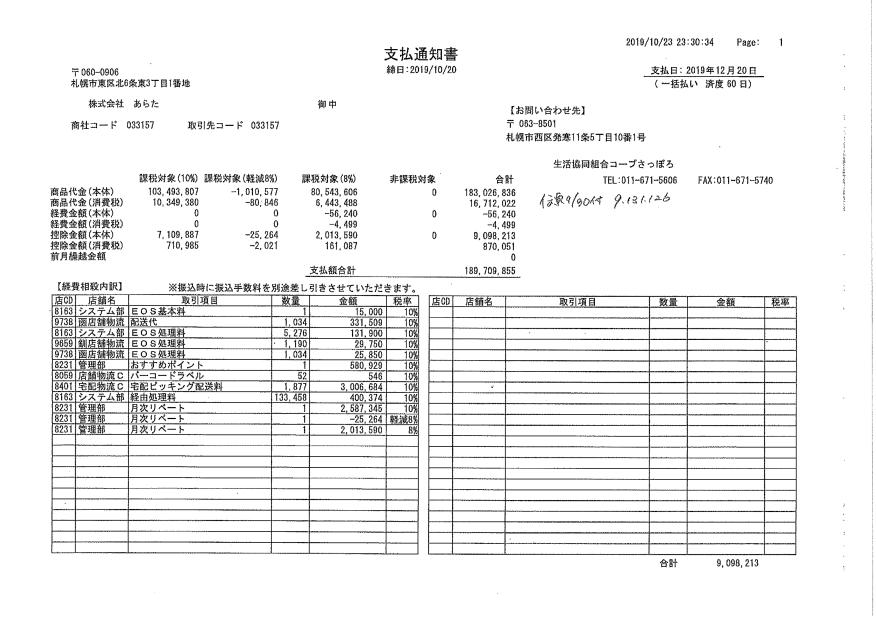 2019/10/23 23:30:34 Page: 1
支払通知書
締日:2019/10/20
〒060-0906
札幌市東区北6条東3丁目1番地
支払日: 2019年12月20日
(一括払い 済度 60日)
株式会社 あらた 御中
【お問い合わせ先】
商社コード 033157 取引先コード 033157
〒 063-8501
札幌市西区発寒11条5丁目10番1号
生活協同組合コープさっぽろ
TEL:011-671-5606 FAX:011-671-5740
課税対象(10%) 課税対象(軽減8%) 課税対象(8%) 非課税対象 合計
商品代金(本体) 103,493,807 -1,010,577 80,543,606 0 183,026,836
商品代金(消費税) 10,349,380 -80,846 6,443,488 16,712,022
経費金額(本体) 0 0 -56,240 0 -56,240
経費金額(消費税) 0 0 -4,499 -4,499
控除金額(本体) 7,109,887 -25,264 2,013,590 0 9,098,213
控除金額(消費税) 710,985 -2,021 161,087 870,051
前月繰越金額 0
9.131.126
支払額合計 189,709,855
【経費相殺内訳】 ※振込時に振込手数料を別途差し引きさせていただきます。
店CD 店舗名 取引項目 数量 金額 税率 店CD 店舗名 取引項目 数量 金額 税率
8163 システム部 EOS基本料 1 15,000 10%
9738 函店舗物流 配送代 1,034 331,509 10%
8163 システム部 EOS処理料 5,276 131,900 10%
9659 釧店舗物流 EOS処理料 1,190 29,750 10%
9738 函店舗物流 EOS処理料 1,034 25,850 10%
8231 管理部 おすすめポイント 1 580,929 10%
8059 店舗物流C バーコードラベル 52 546 10%
8401 宅配物流C 宅配ピッキング配送料 1,877 3,006,684 10%
8163 システム部 経由処理料 133,458 400,374 10%
8231 管理部 月次リベート 1 2,587,345 10%
8231 管理部 月次リベート 1 -25,264 軽減8%
8231 管理部 月次リベート 1 2,013,590 8%
合計 9,098,213